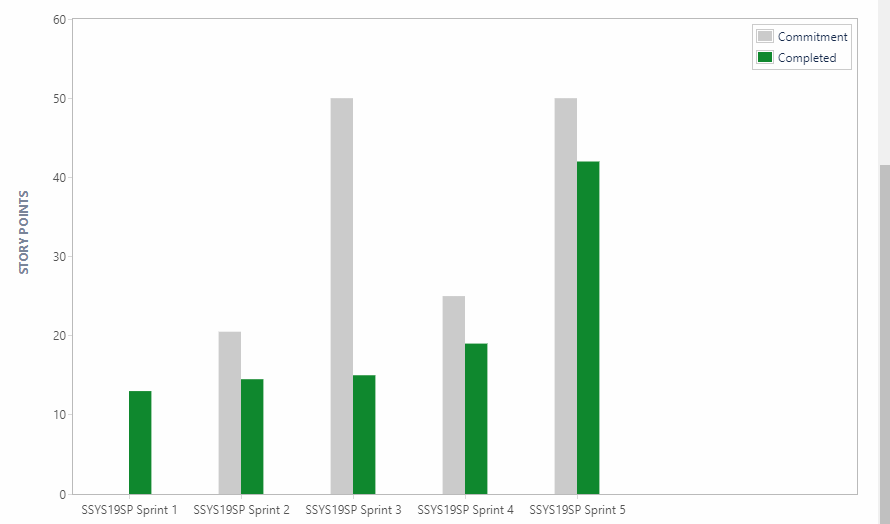 60
Commitment
Completed
50
40
30
20
10
0
STORY POINTS
SSYS19SP Sprint 1
SSYS19SP Sprint 2
SSYS19SP Sprint 3
SSYS19SP Sprint 4
SSYS19SP Sprint 5